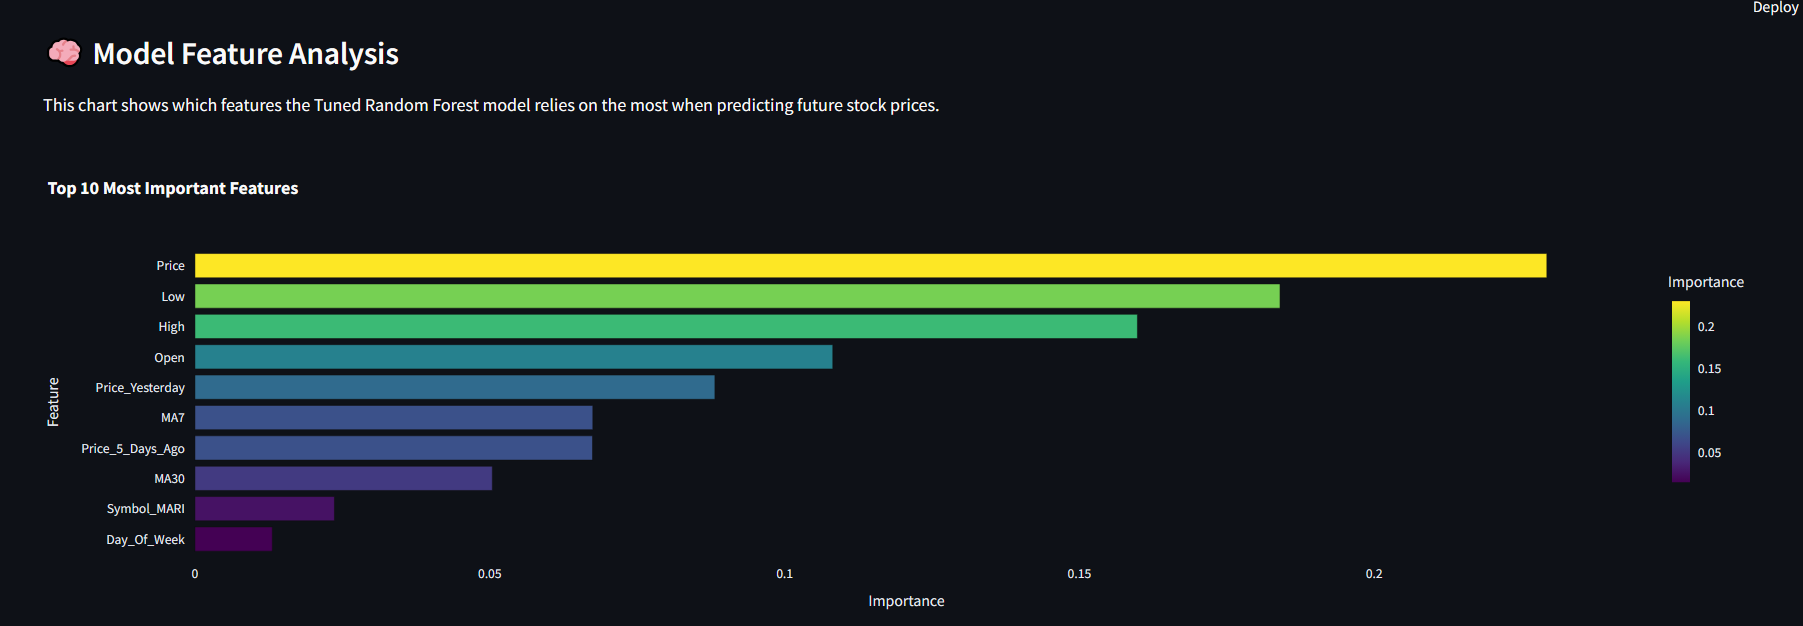 Deploy
🧠 Model Feature Analysis
This chart shows which features the Tuned Random Forest model relies on the most when predicting future stock prices.
Top 10 Most Important Features
Feature
Price
Low
High
Open
Price_Yesterday
MA7
Price_5_Days_Ago
MA30
Symbol_MARI
Day_Of_Week
0 0.05 0.1 0.15 0.2
Importance
Importance
0.2
0.15
0.1
0.05